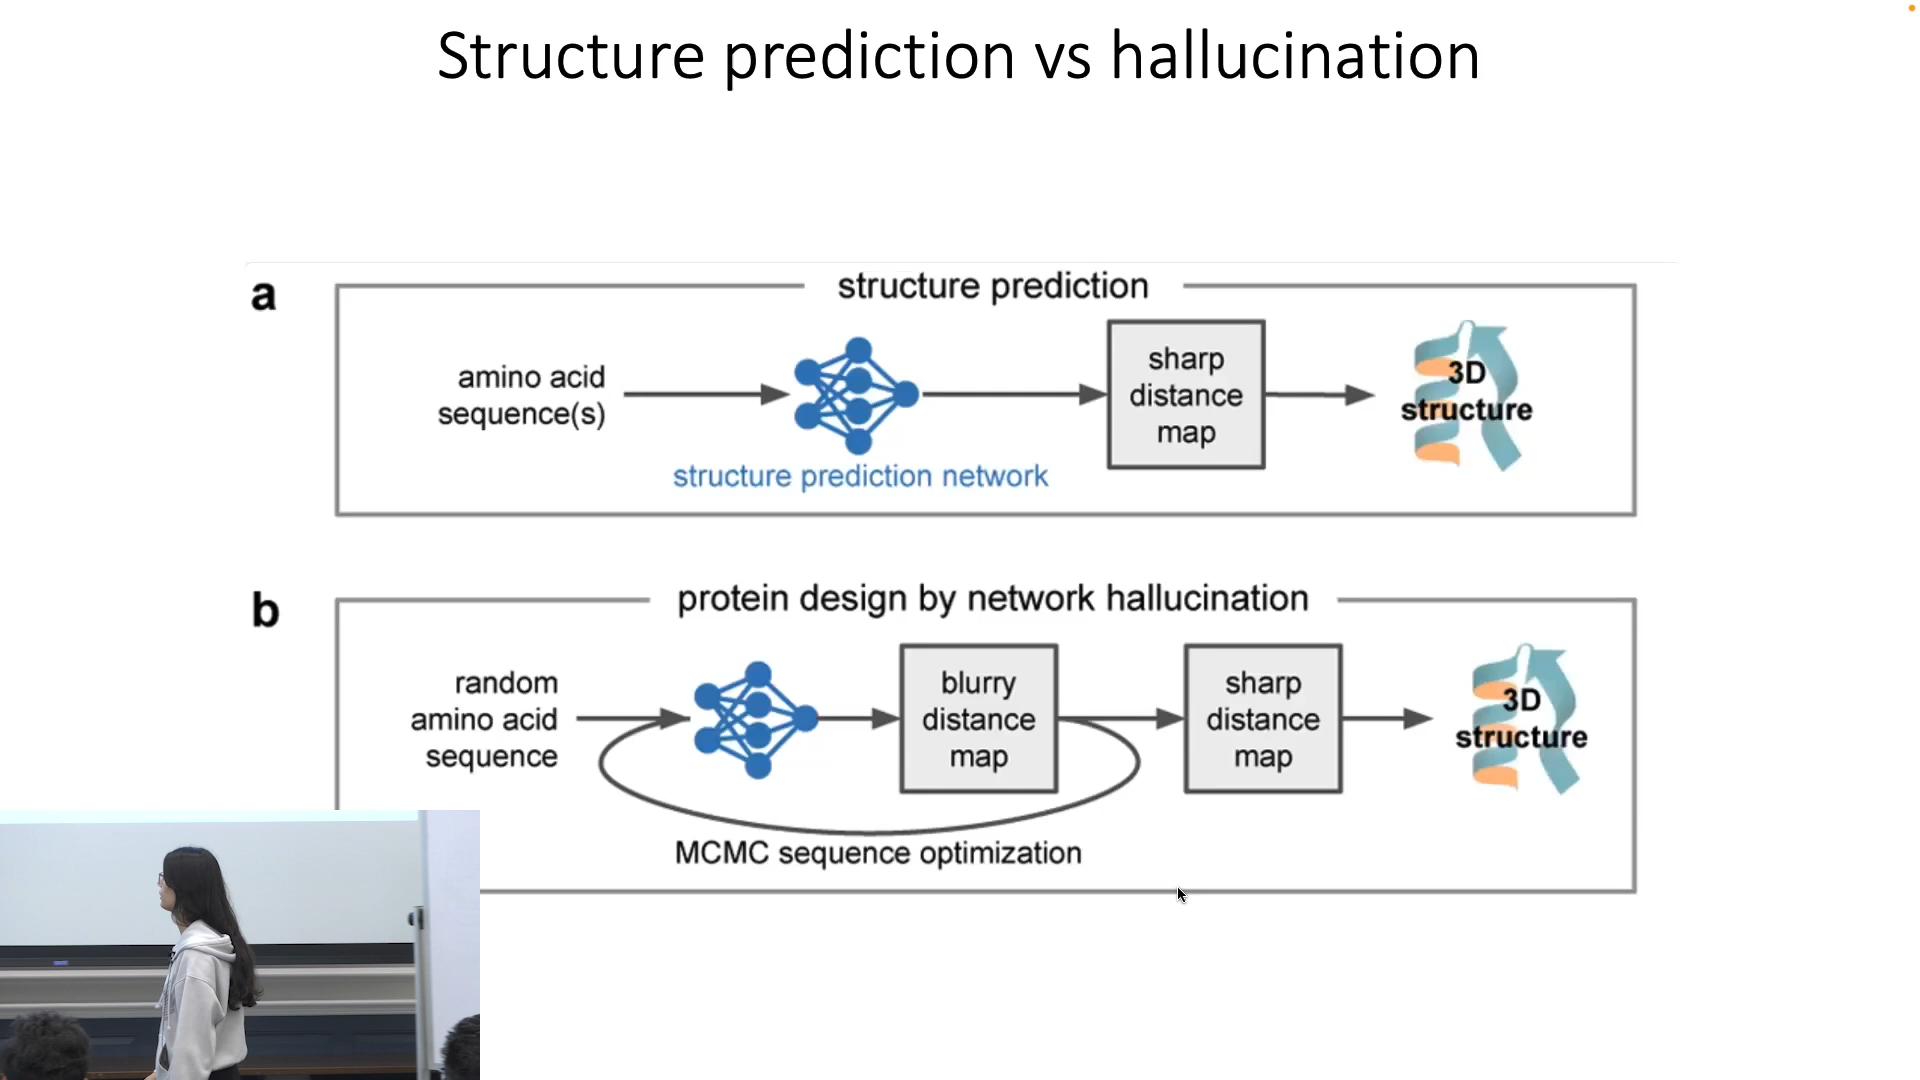 Structure prediction vs hallucination
a
structure prediction
amino acid
sequence(s)
structure prediction network
sharp
distance
map
3D
structure
b
protein design by network hallucination
random
amino acid
sequence
blurry
distance
map
sharp
distance
map
3D
structure
MCMC sequence optimization